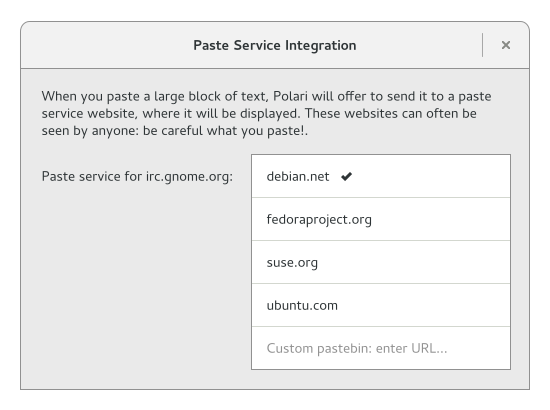 Paste Service Integration
When you paste a large block of text, Polari will offer to send it to a paste
service website, where it will be displayed. These websites can often be
seen by anyone: be careful what you paste!.
Paste service for irc.gnome.org:
debian.net
fedoraproject.org
suse.org
ubuntu.com
Custom pastebin: enter URL...